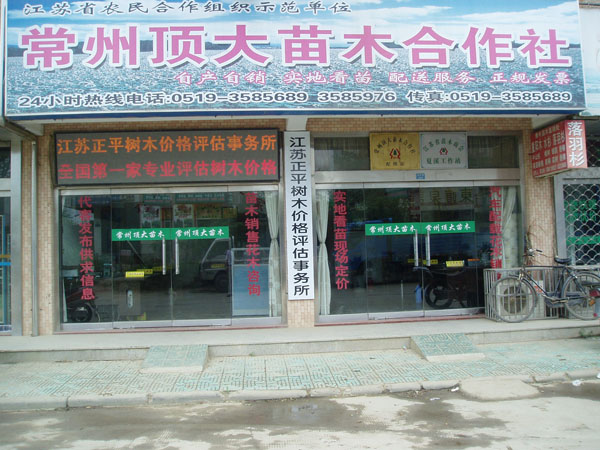 江苏省农民合作组织示范单位
常州顶大苗木合作社
自产自销 实地看苗 配送服务 正规发票
24小时热线电话:0519-3585689 3585976 传真:0519-3585689
江苏正平树木价格评估事务所
全国第一家专业评估树木价格
江苏正平树木价格评估事务所
落羽杉
代您发布供求信息
常州顶大苗木
常州顶大苗木
苗木销售
实地看苗现场定价
常州顶大苗木
常州顶大苗木